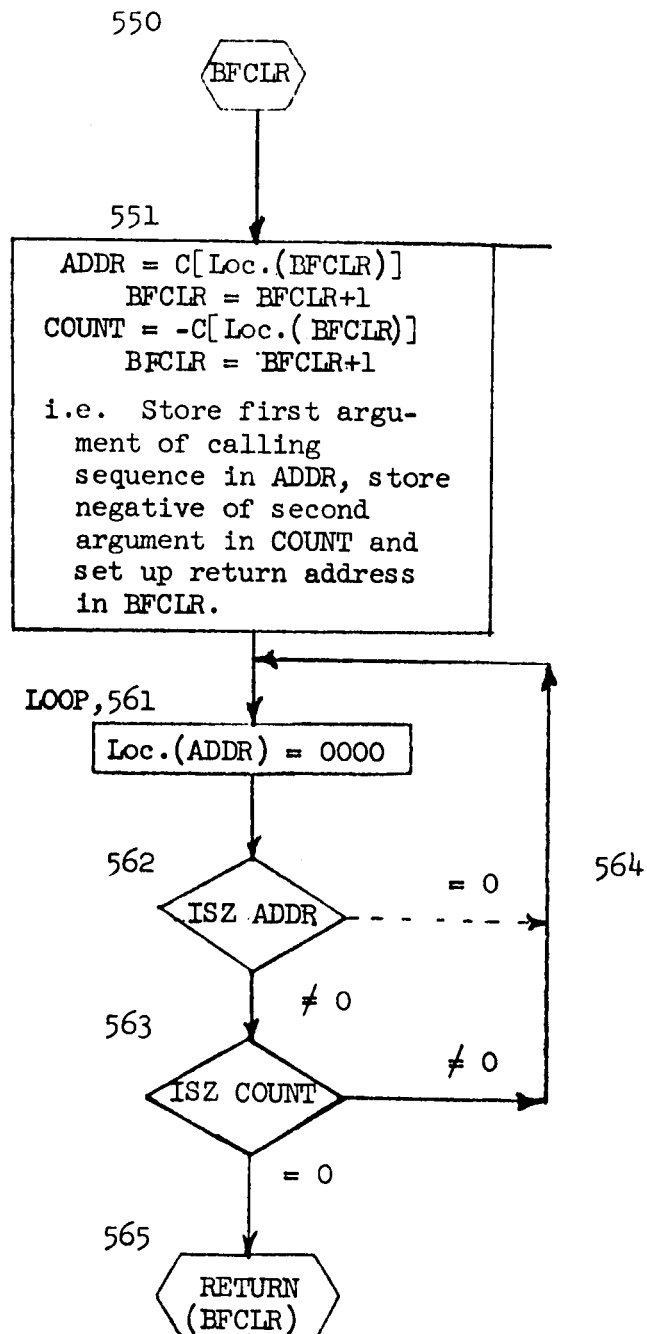 550
BFCLR
551
ADDR = C[Loc.(BFCLR)]
BFCLR = BFCLR+1
COUNT = -C[Loc.(BFCLR)]
BFCLR = BFCLR+1
i.e. Store first argu-
ment of calling
sequence in ADDR, store
negative of second
argument in COUNT and
set up return address
in BFCLR.
LOOP,561
Loc.(ADDR) = 0000
562
= 0
564
ISZ ADDR
≠ 0
563
≠ 0
ISZ COUNT
= 0
565
RETURN
(BFCLR)